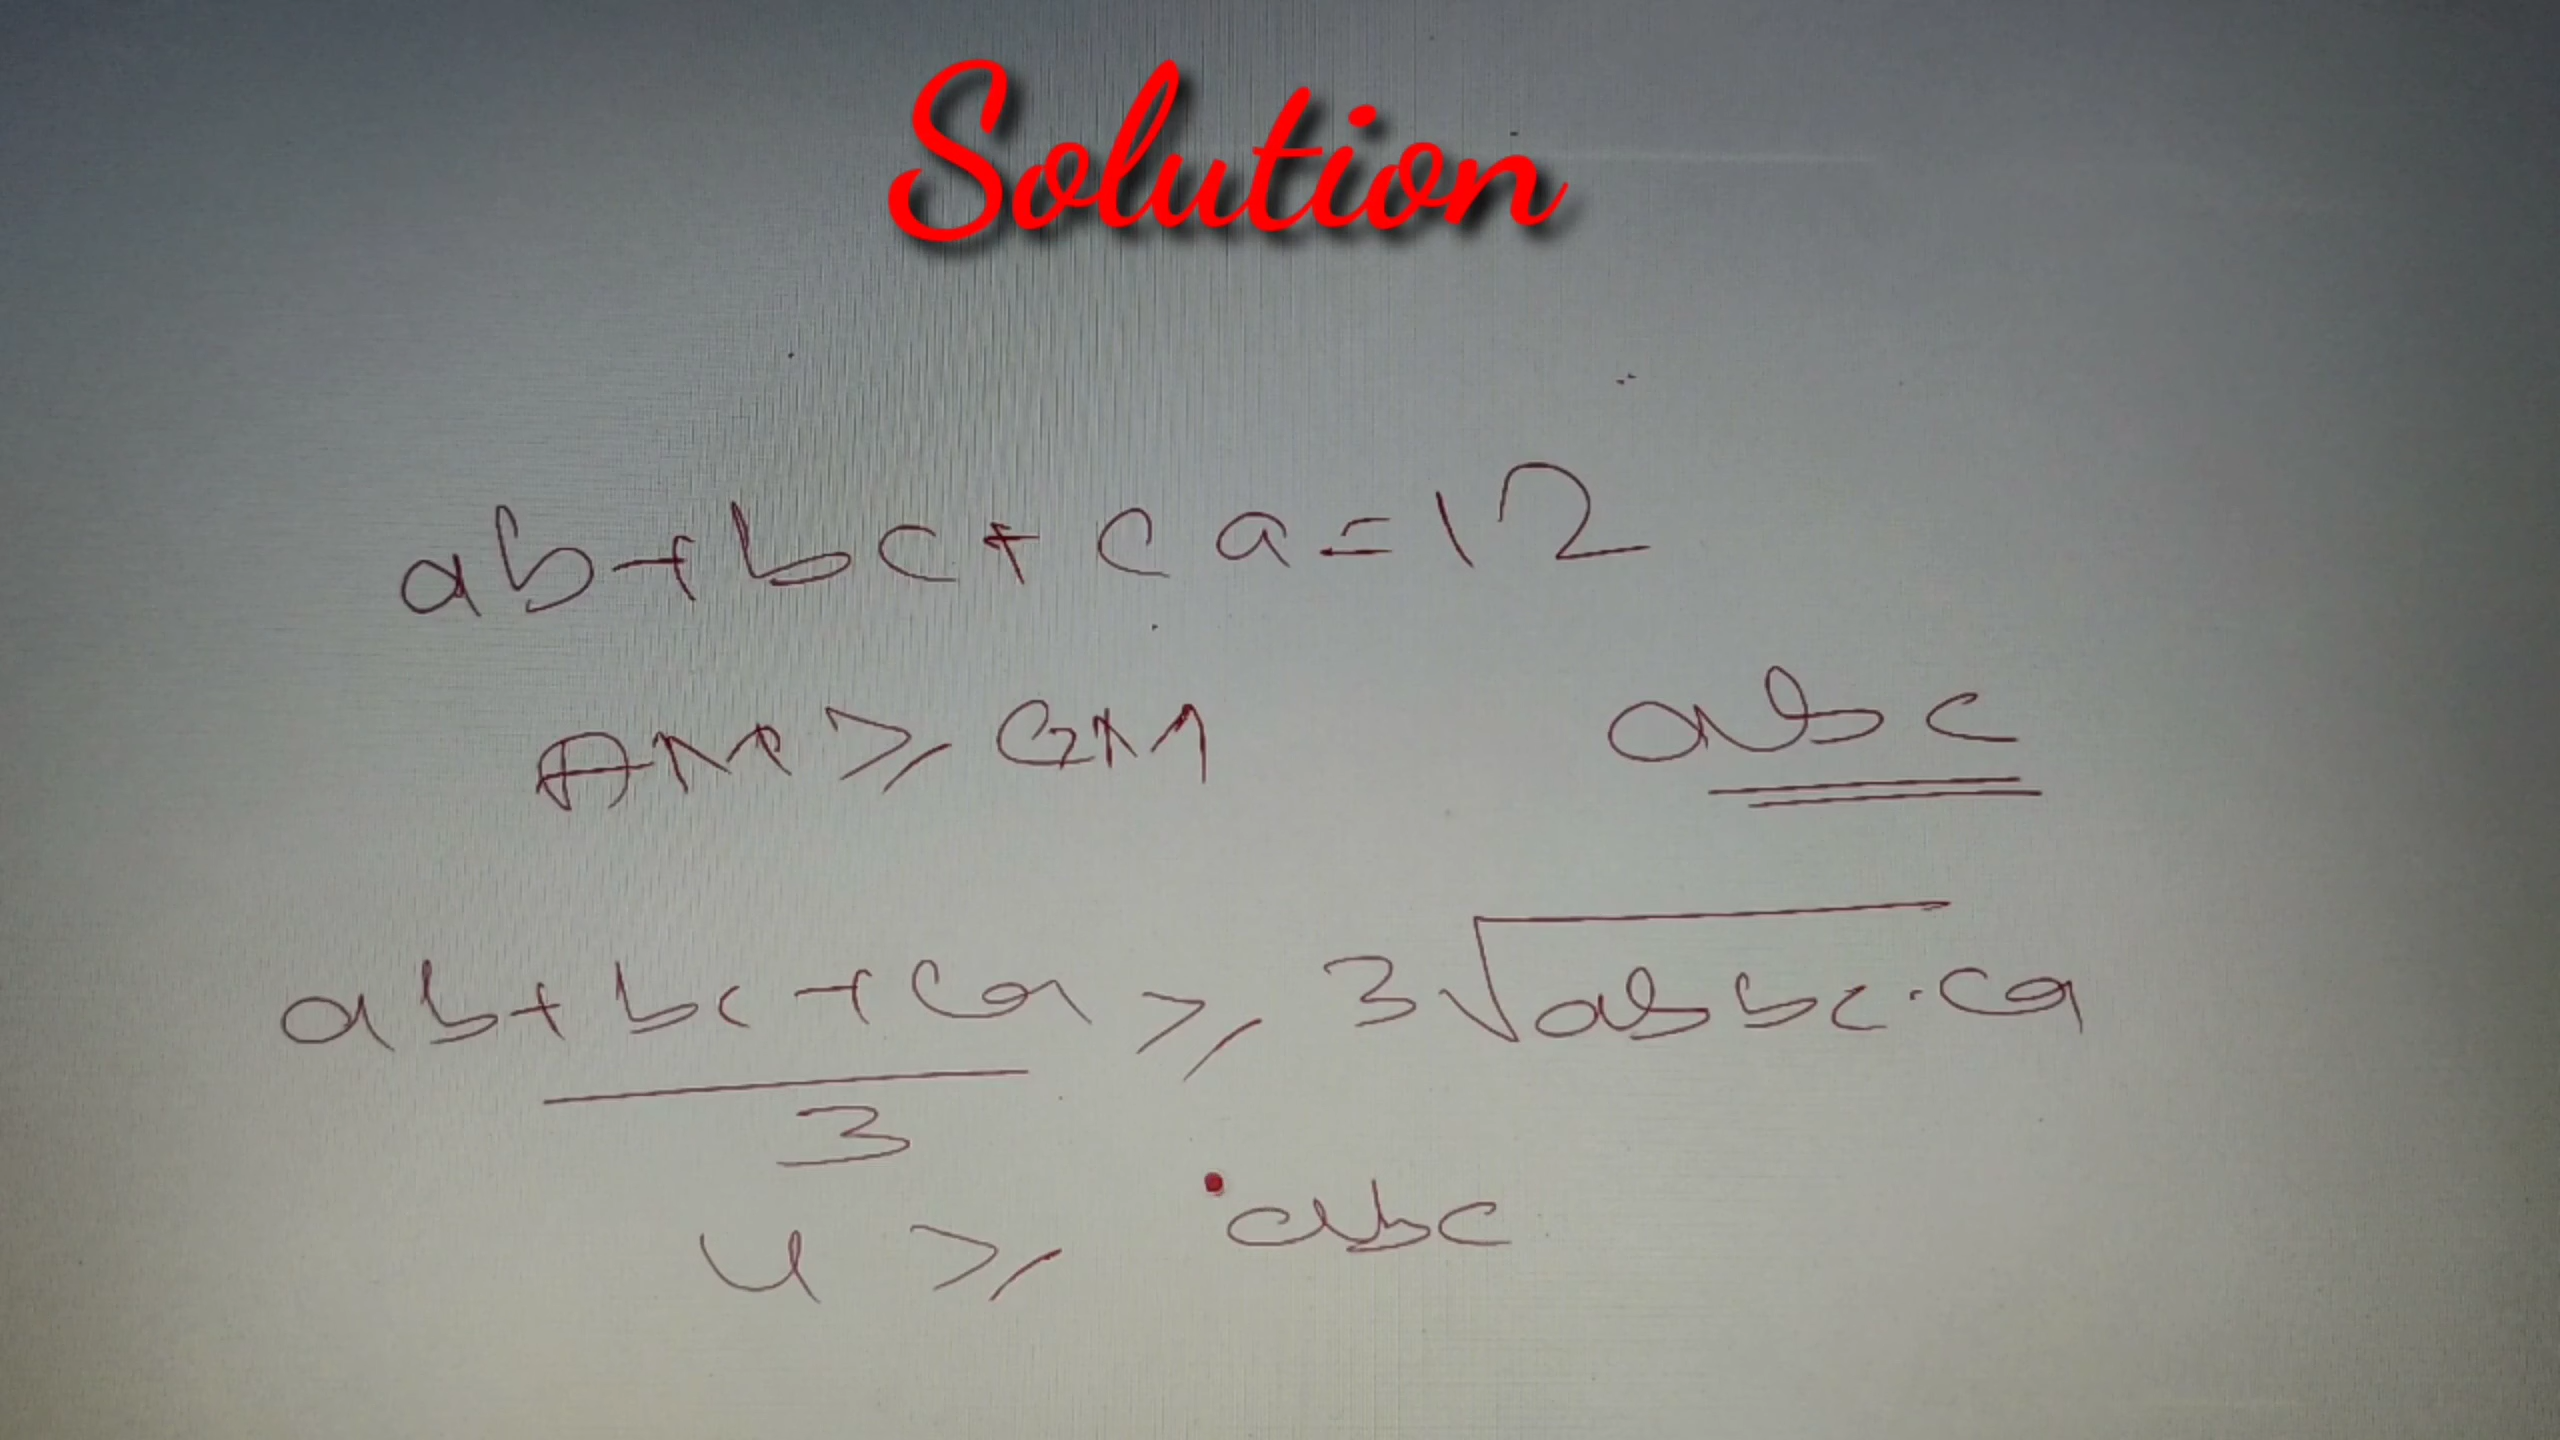 Solution
ab+bc+ca=12
AM≥GM
abc
ab+bc+ca ≥ 3√ab bc.ca
3
4 ≥ abc